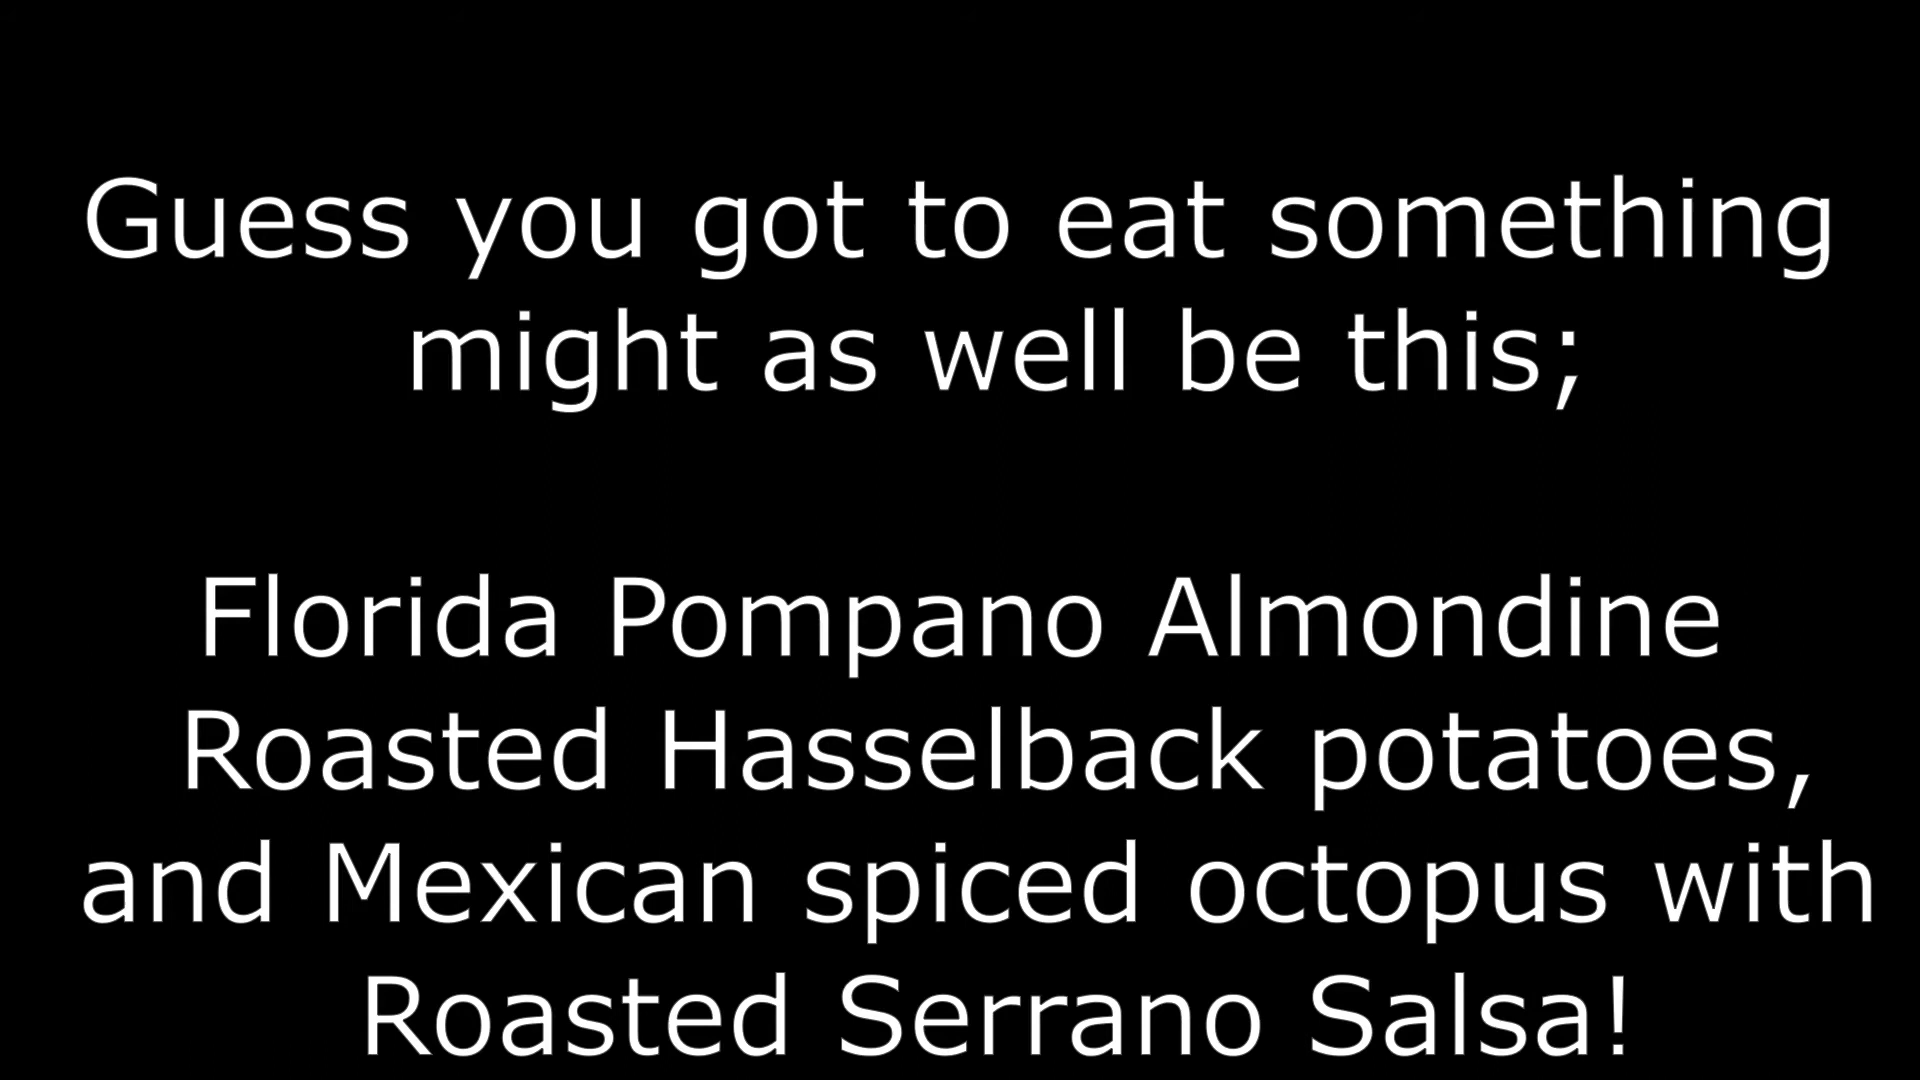 Guess you got to eat something
might as well be this;
Florida Pompano Almondine
Roasted Hasselback potatoes,
and Mexican spiced octopus with
Roasted Serrano Salsa!